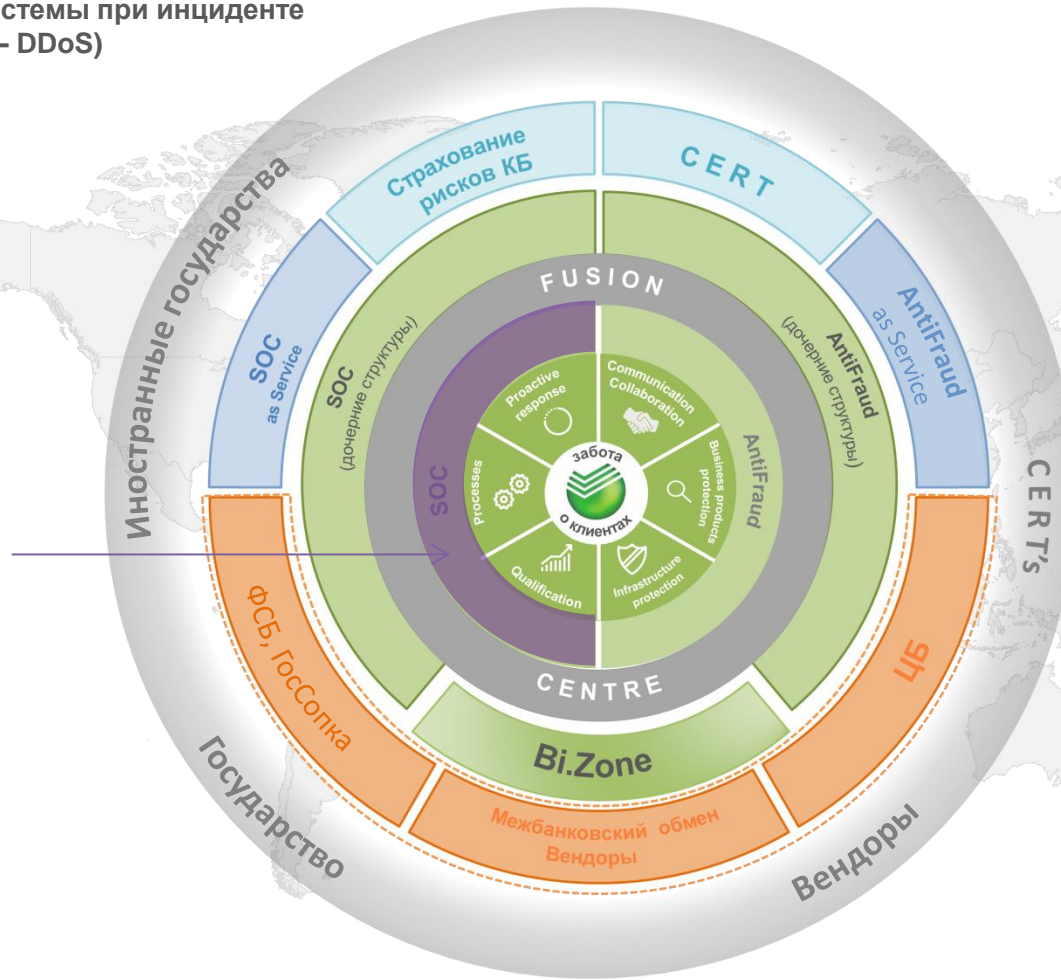 стемы при инциденте
- DDoS)
Страхование
рисков КБ
CERT
Иностранные государства
SOC
as Service
SOC
(дочерние структуры)
FUSION
AntiFraud
(дочерние структуры)
AntiFraud
as Service
CERT's
SOC
Proactive
response
Communication
Collaboration
Processes
забота
о клиентах
Business products
protection
AntiFraud
Qualification
Infrastructure
protection
CENTRE
Bi.Zone
ФСБ, ГосСопка
ЦБ
Межбанковский обмен
Вендоры
Государство
Вендоры